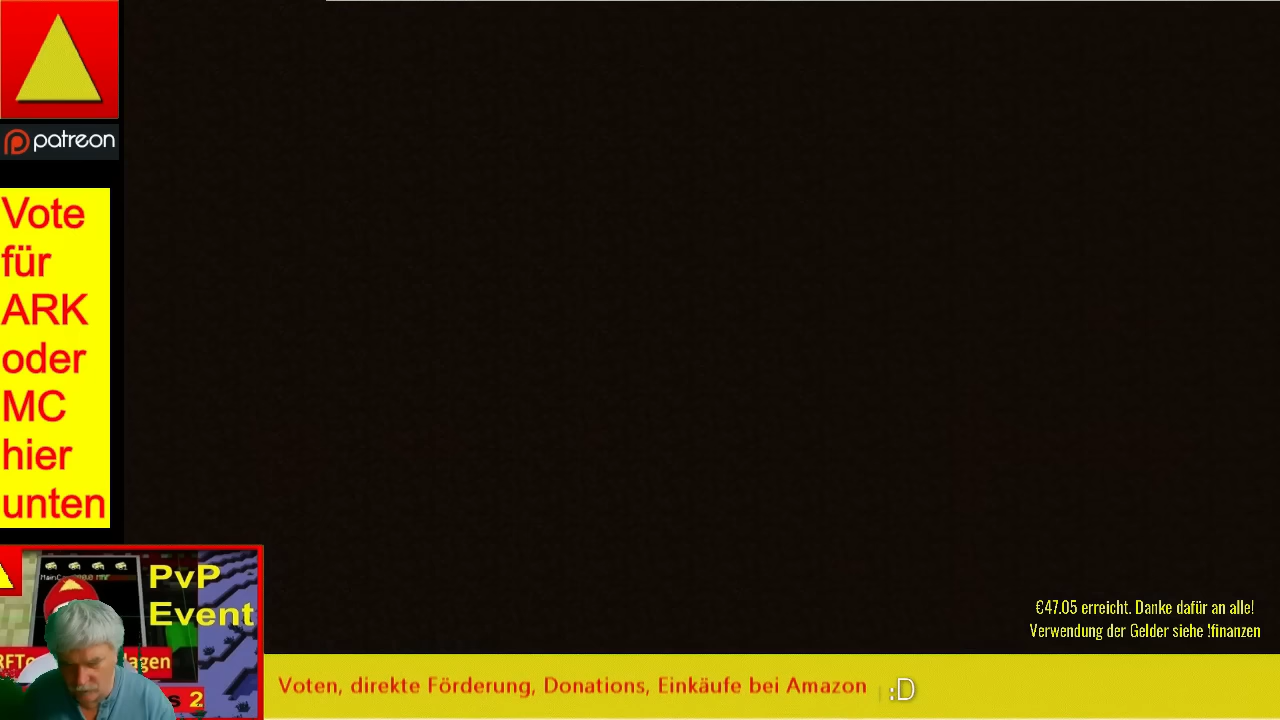 patreon
Vote
für
ARK
oder
MC
hier
unten
PvP
Event
2
€47.05 erreicht. Danke dafür an alle!
Verwendung der Gelder siehe !finanzen
Voten, direkte Förderung, Donations, Einkäufe bei Amazon :D